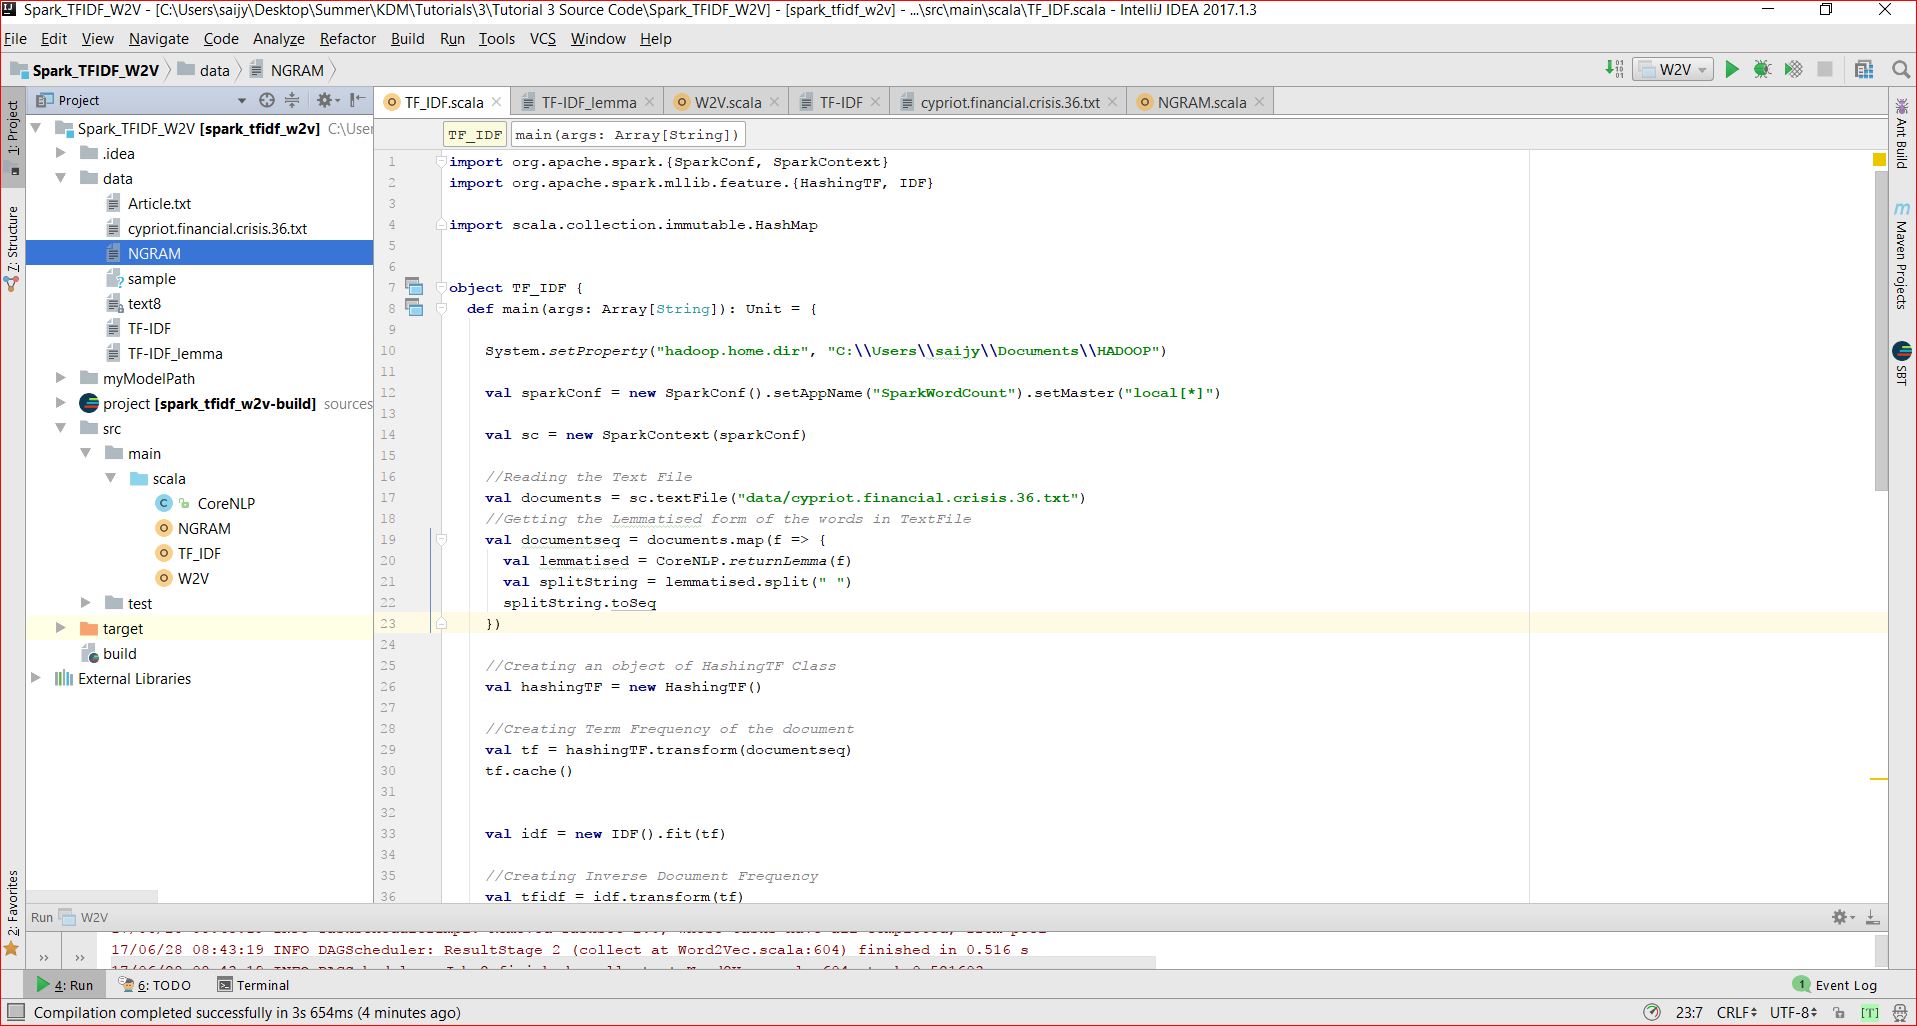 Spark_TFIDF_W2V - [C:\Users\saijy\Desktop\Summer\KDM\Tutorials\3\Tutorial 3 Source Code\Spark_TFIDF_W2V] - [spark_tfidf_w2v] - ...\src\main\scala\TF_IDF.scala - IntelliJ IDEA 2017.1.3
File Edit View Navigate Code Analyze Refactor Build Run Tools VCS Window Help
Spark_TFIDF_W2V data NGRAM W2V
Project
TF_IDF.scala TF-IDF_lemma W2V.scala TF-IDF cypriot.financial.crisis.36.txt NGRAM.scala
1: Project
7: Structure
2: Favorites
Spark_TFIDF_W2V [spark_tfidf_w2v] C:\User
.idea
data
Article.txt
cypriot.financial.crisis.36.txt
NGRAM
sample
text8
TF-IDF
TF-IDF_lemma
myModelPath
project [spark_tfidf_w2v-build] sources
src
main
scala
CoreNLP
NGRAM
TF_IDF
W2V
test
target
build
External Libraries
TF_IDF main(args: Array[String])
1 import org.apache.spark.{SparkConf, SparkContext}
2 import org.apache.spark.mllib.feature.{HashingTF, IDF}
3
4 import scala.collection.immutable.HashMap
5
6
7 object TF_IDF {
8 def main(args: Array[String]): Unit = {
9
10 System.setProperty("hadoop.home.dir", "C:\\Users\\saijy\\Documents\\HADOOP")
11
12 val sparkConf = new SparkConf().setAppName("SparkWordCount").setMaster("local[*]")
13
14 val sc = new SparkContext(sparkConf)
15
16 //Reading the Text File
17 val documents = sc.textFile("data/cypriot.financial.crisis.36.txt")
18 //Getting the Lemmatised form of the words in TextFile
19 val documentseq = documents.map(f => {
20 val lemmatised = CoreNLP.returnLemma(f)
21 val splitString = lemmatised.split(" ")
22 splitString.toSeq
23 })
24
25 //Creating an object of HashingTF Class
26 val hashingTF = new HashingTF()
27
28 //Creating Term Frequency of the document
29 val tf = hashingTF.transform(documentseq)
30 tf.cache()
31
32
33 val idf = new IDF().fit(tf)
34
35 //Creating Inverse Document Frequency
36 val tfidf = idf.transform(tf)
Ant Build
m Maven Projects
SBT
Run W2V
17/06/28 08:43:19 INFO DAGScheduler: ResultStage 2 (collect at Word2Vec.scala:604) finished in 0.516 s
4: Run 6: TODO Terminal 1 Event Log
Compilation completed successfully in 3s 654ms (4 minutes ago) 23:7 CRLF UTF-8 [T]